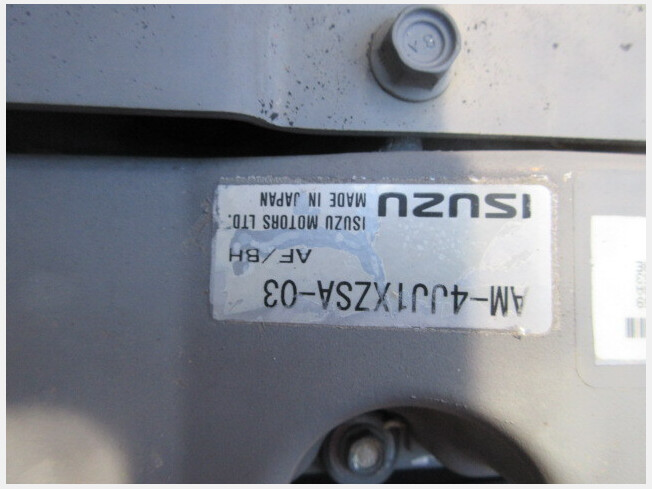 ISUZU
MADE IN JAPAN
ISUZU MOTORS LTD.
AF/BH
AM-4JJ1XZSA-03